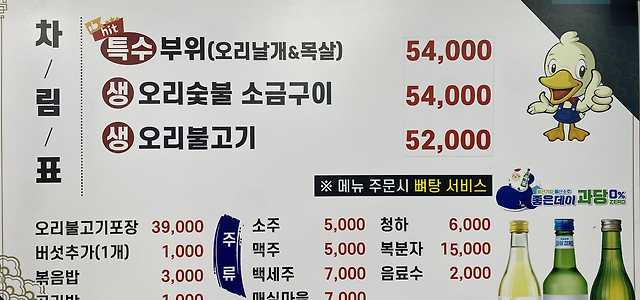 차/림/표
hit
특수부위(오리날개&목살) 54,000
생 오리숯불 소금구이 54,000
생 오리불고기 52,000
※ 메뉴 주문시 뼈탕 서비스
좋은데이 과당 0% ZERO
오리불고기포장 39,000
버섯추가(1개) 1,000
볶음밥 3,000
1,000
주류
소주 5,000
맥주 5,000
백세주 7,000
매실마을 7,000
청하 6,000
복분자 15,000
음료수 2,000